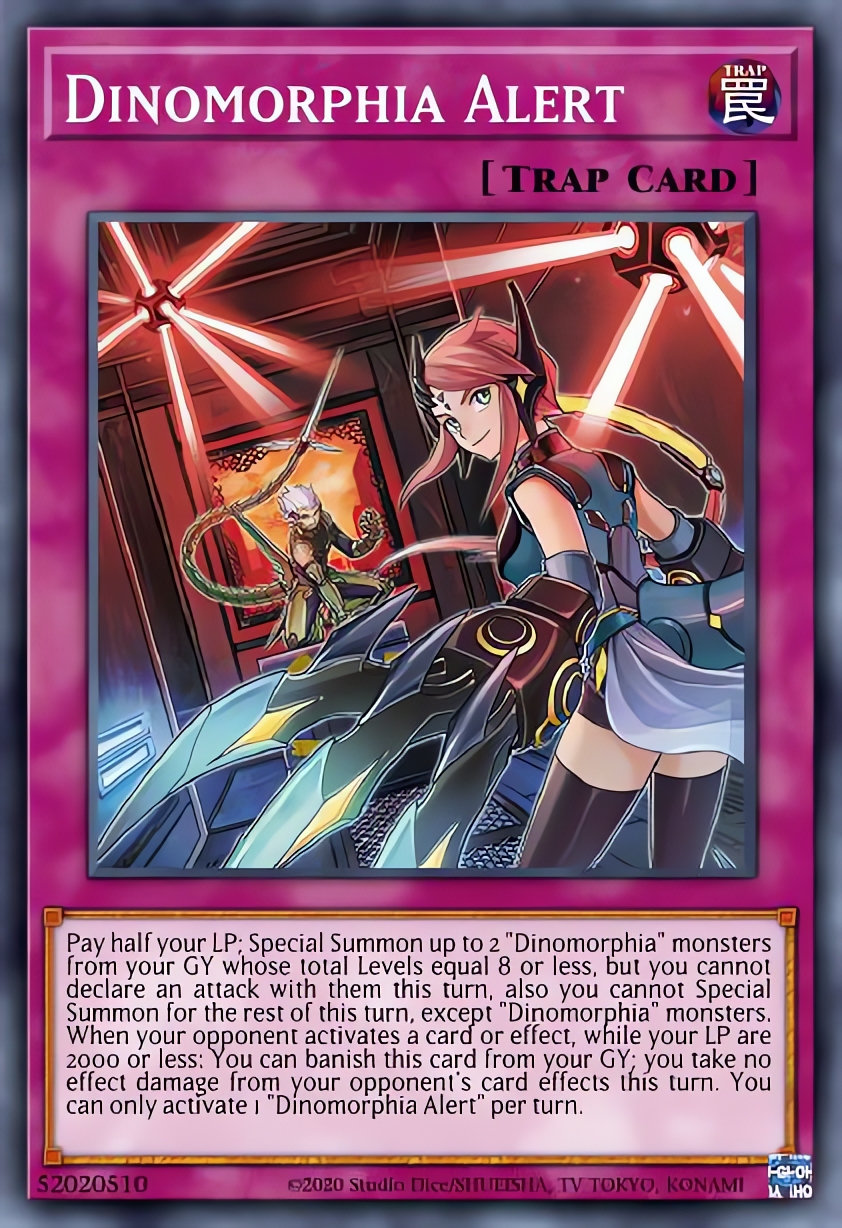 DINOMORPHIA ALERT
TRAP
罠
[TRAP CARD]
Pay half your LP; Special Summon up to 2 "Dinomorphia" monsters
from your GY whose total Levels equal 8 or less, but you cannot
declare an attack with them this turn, also you cannot Special
Summon for the rest of this turn, except "Dinomorphia" monsters.
When your opponent activates a card or effect, while your LP are
2000 or less: You can banish this card from your GY; you take no
effect damage from your opponent's card effects this turn. You
can only activate 1 "Dinomorphia Alert" per turn.
52020510
©2020 Studio Dice/SHUEISHA, TV TOKYO, KONAMI